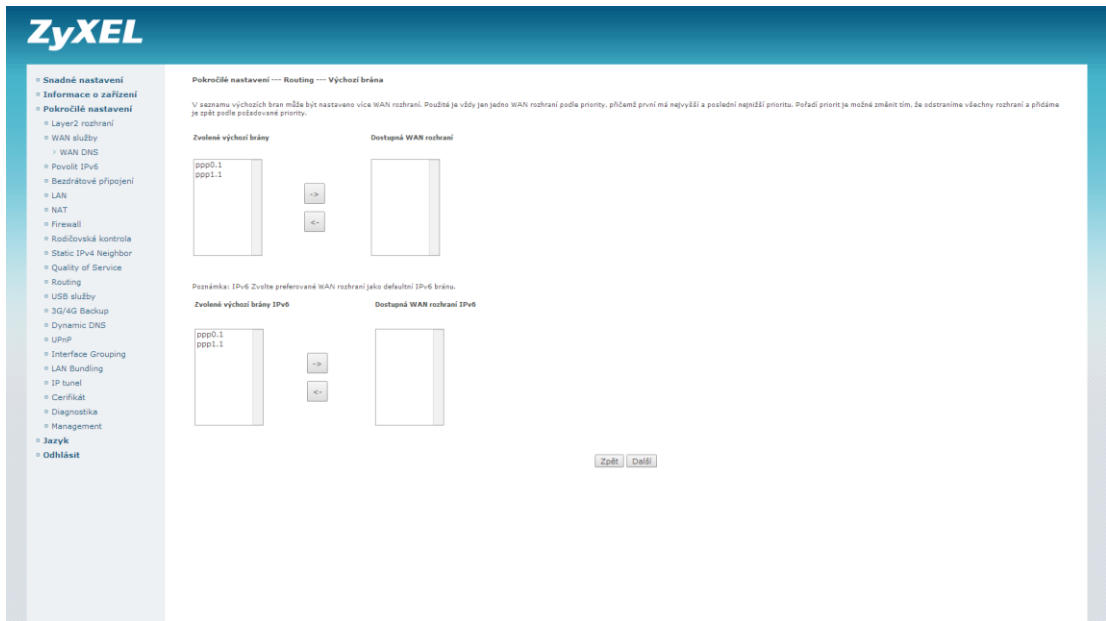 ZyXEL
Snadné nastavení
Informace o zařízení
Pokročilé nastavení
Layer2 rozhraní
WAN služby
WAN DNS
Povolit IPv6
Bezdrátové připojení
LAN
NAT
Firewall
Rodičovská kontrola
Static IPv4 Neighbor
Quality of Service
Routing
USB služby
3G/4G Backup
Dynamic DNS
UPnP
Interface Grouping
LAN Bundling
IP tunel
Cerifikát
Diagnostika
Management
Jazyk
Odhlásit
Pokročilé nastavení --- Routing --- Výchozí brána
V seznamu výchozích bran může být nastaveno více WAN rozhraní. Použité je vždy jen jedno WAN rozhraní podle priority, přičemž první má nejvyšší a poslední nejnižší prioritu. Pořadí priorit je možné změnit tím, že odstraníme všechny rozhraní a přidáme
je zpět podle požadované priority.
Zvolené výchozí brány
Dostupná WAN rozhraní
ppp0.1
ppp1.1
->
<-
Poznámka: IPv6 Zvolte preferované WAN rozhraní jako defaultní IPv6 bránu.
Zvolené výchozí brány IPv6
Dostupná WAN rozhraní IPv6
ppp0.1
ppp1.1
->
<-
Zpět Další